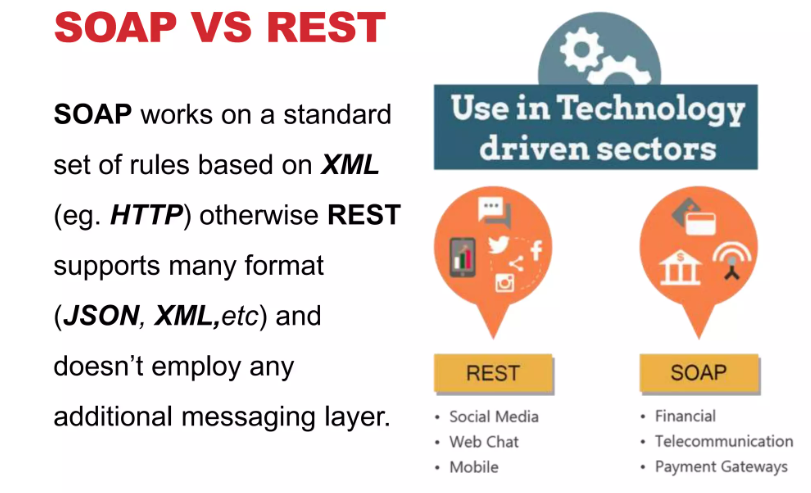 SOAP VS REST
SOAP works on a standard
set of rules based on XML
(eg. HTTP) otherwise REST
supports many format
(JSON, XML,etc) and
doesn’t employ any
additional messaging layer.
Use in Technology
driven sectors
REST
• Social Media
• Web Chat
• Mobile
SOAP
• Financial
• Telecommunication
• Payment Gateways